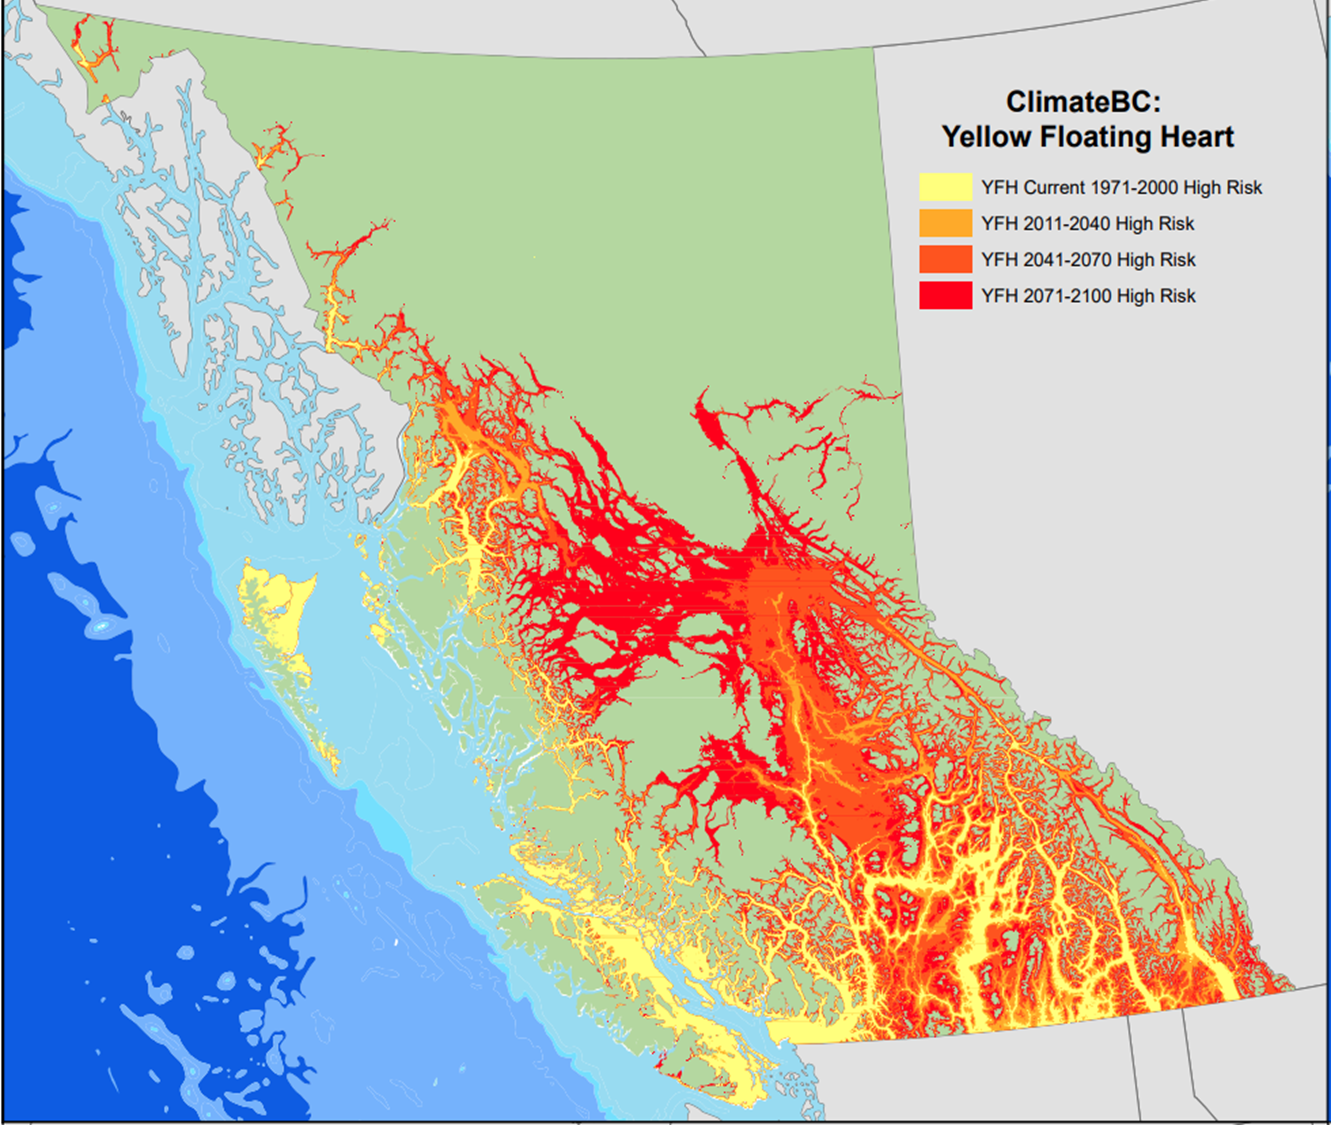 ClimateBC:
Yellow Floating Heart
YFH Current 1971-2000 High Risk
YFH 2011-2040 High Risk
YFH 2041-2070 High Risk
YFH 2071-2100 High Risk